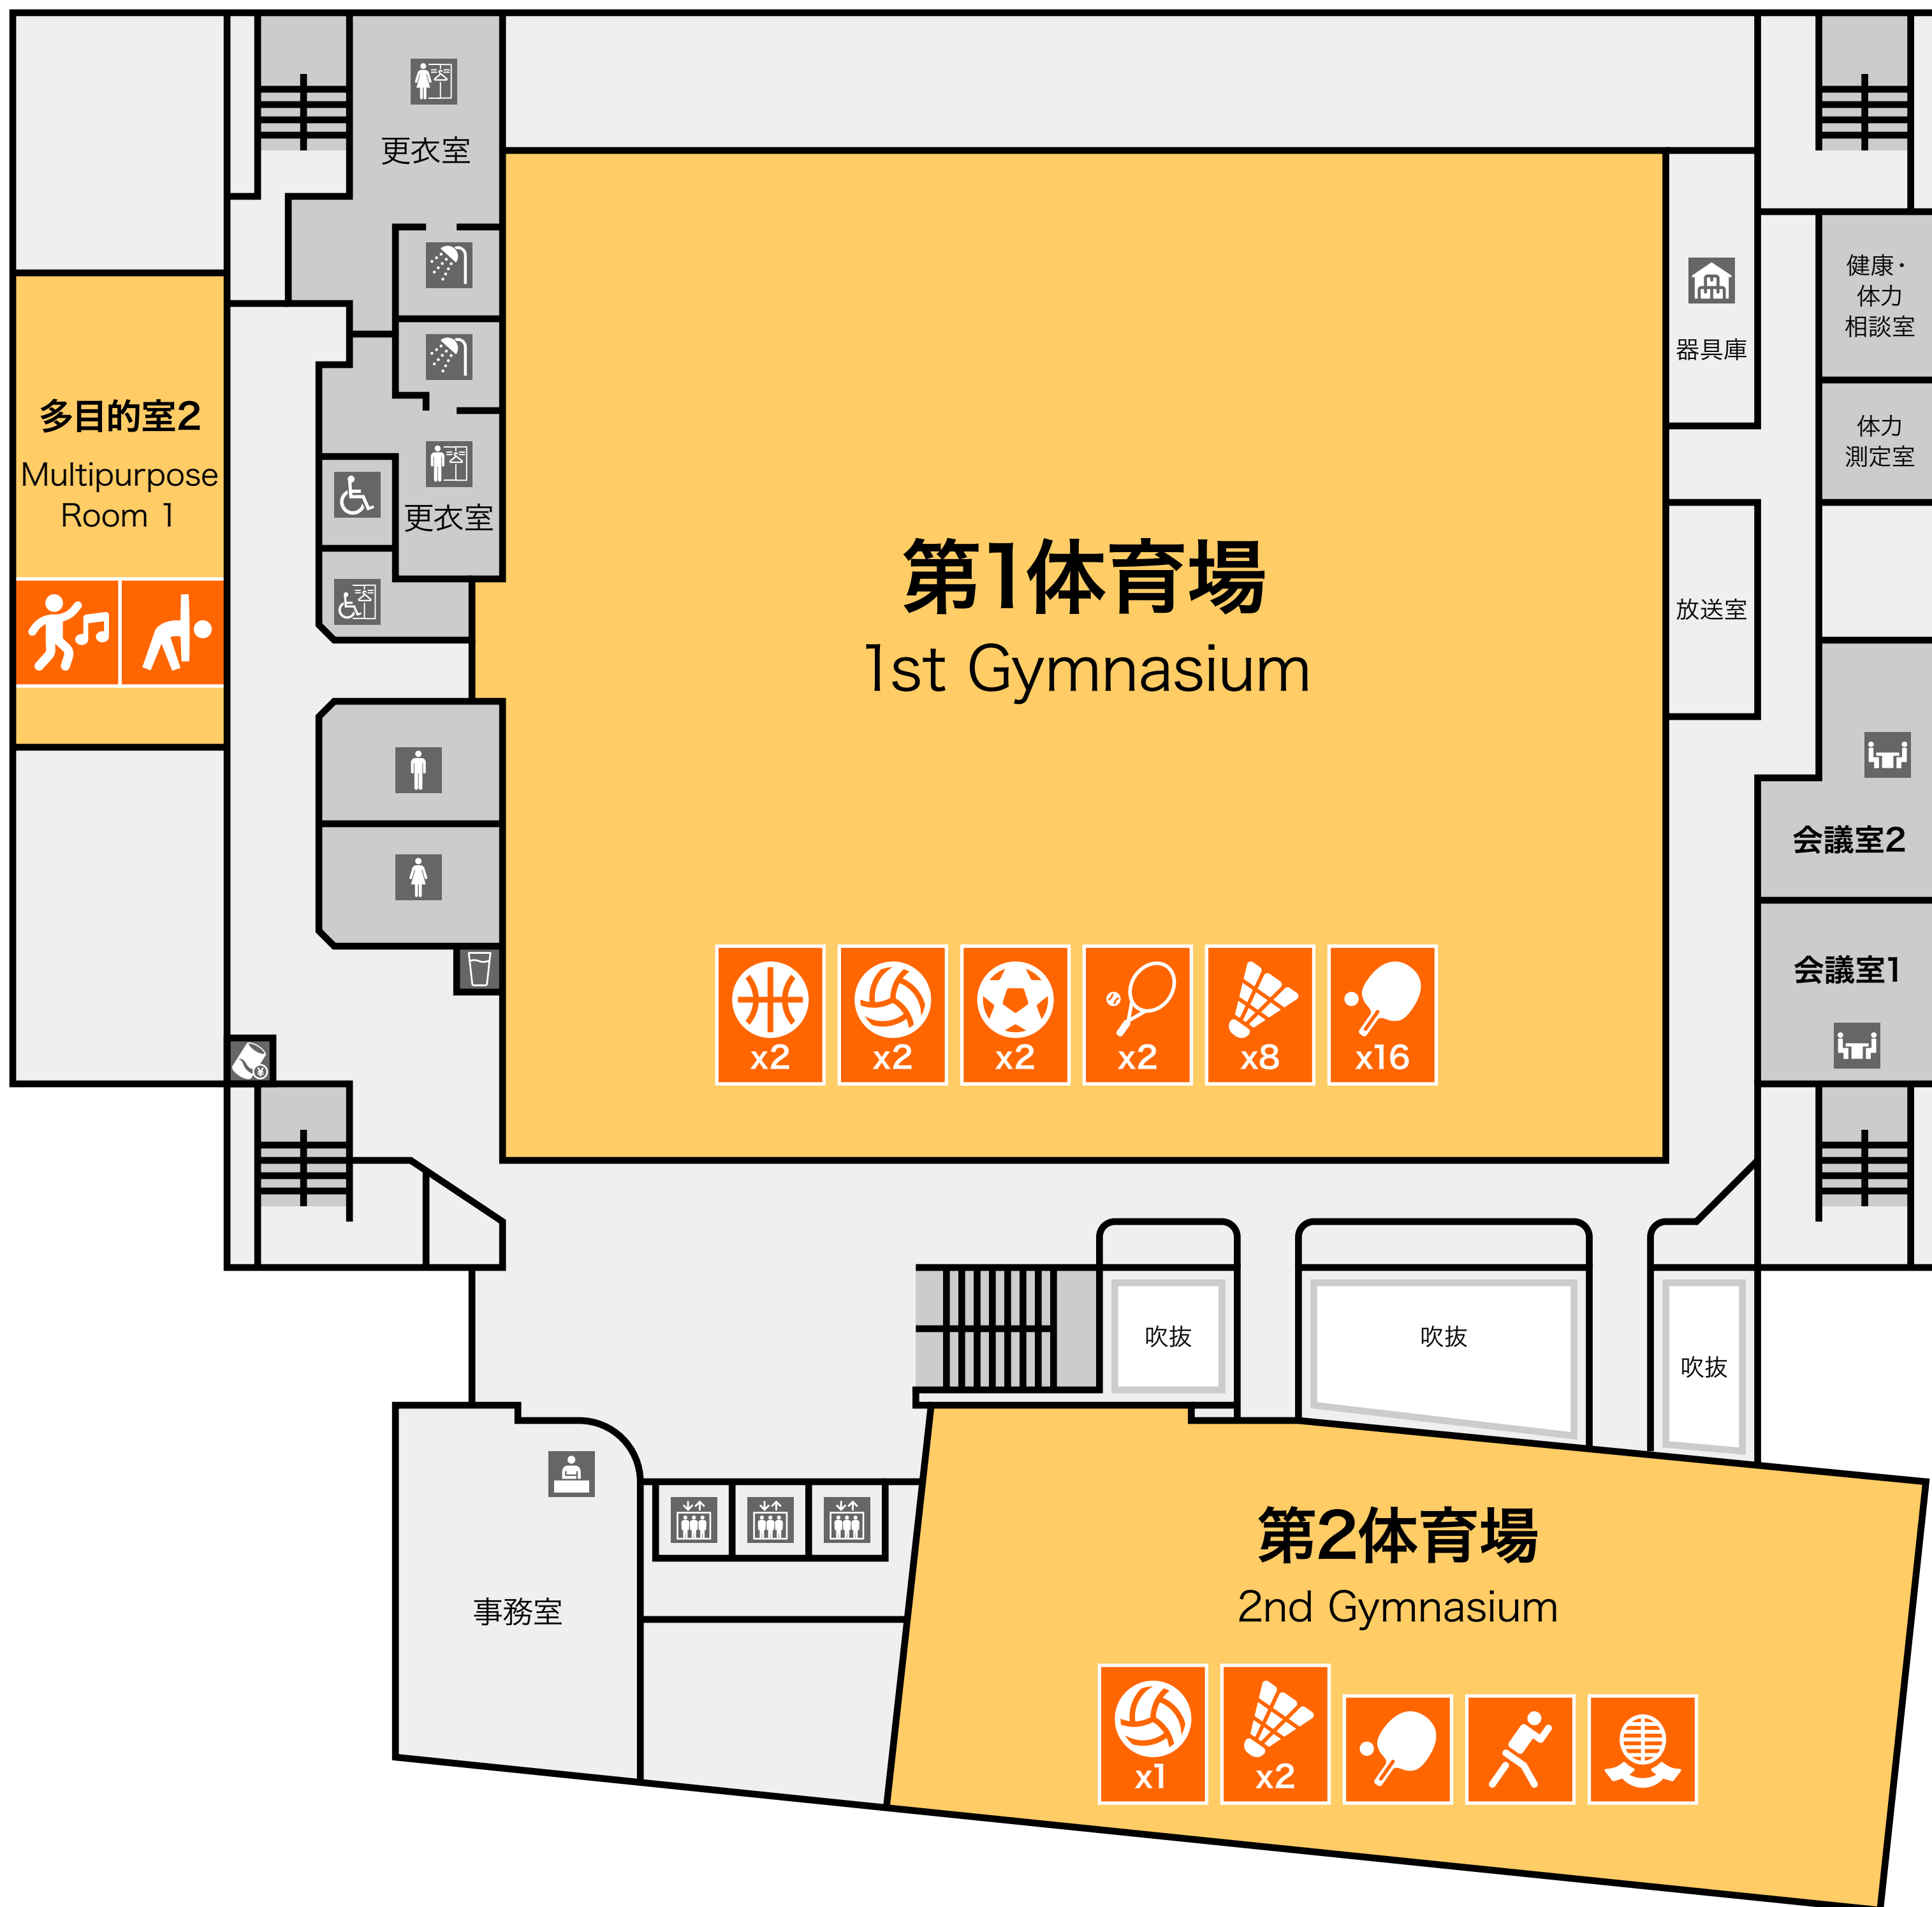 更衣室
健康・
体力
相談室
器具庫
多目的室2
Multipurpose
Room 1
体力
測定室
更衣室
第1体育場
1st Gymnasium
放送室
会議室2
会議室1
x2
x2
x2
x2
x8
x16
¥
吹抜
吹抜
吹抜
第2体育場
2nd Gymnasium
事務室
x1
x2